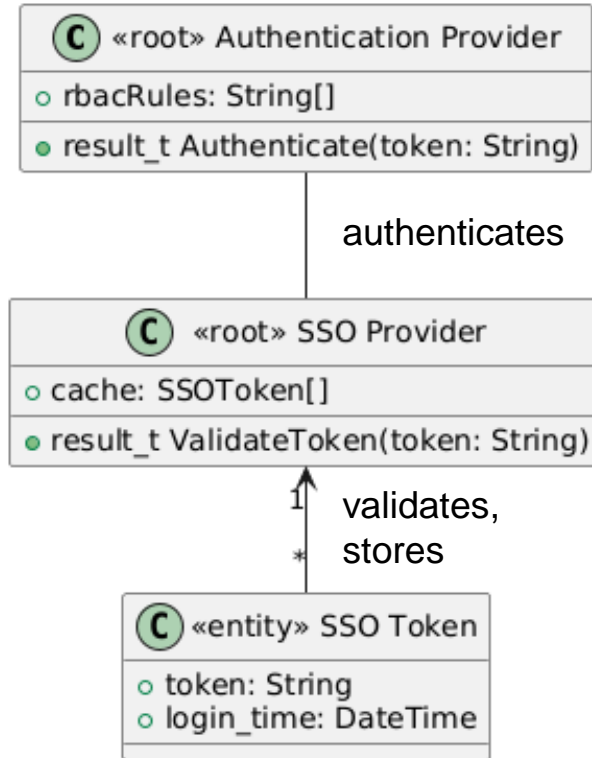 C «root» Authentication Provider
rbacRules: String[]
result_t Authenticate(token: String)
authenticates
C «root» SSO Provider
cache: SSOToken[]
result_t ValidateToken(token: String)
1
validates,
stores
*
C «entity» SSO Token
token: String
login_time: DateTime